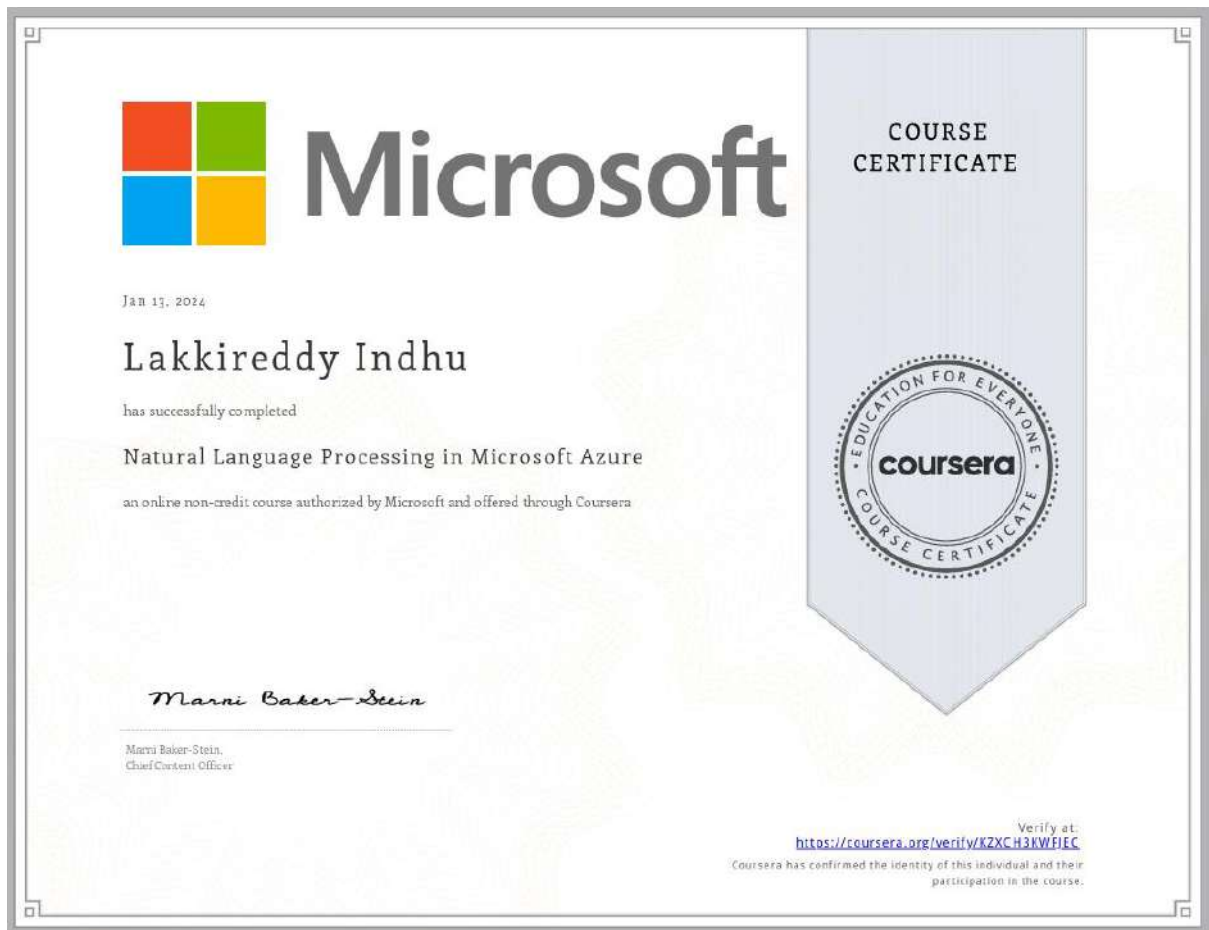 Microsoft
COURSE
CERTIFICATE
Jan 13, 2024
Lakkireddy Indhu
has successfully completed
Natural Language Processing in Microsoft Azure
an online non-credit course authorized by Microsoft and offered through Coursera
EDUCATION FOR EVERYONE
coursera
COURSE CERTIFICATE
Marni Baker-Stein
Marni Baker-Stein,
Chief Content Officer
Verify at:
https://coursera.org/verify/KZXCH3KWFJEC
Coursera has confirmed the identity of this individual and their
participation in the course.